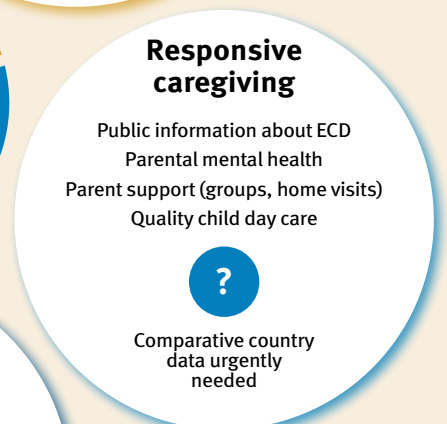 Responsive
caregiving
Public information about ECD
Parental mental health
Parent support (groups, home visits)
Quality child day care
?
Comparative country
data urgently
needed